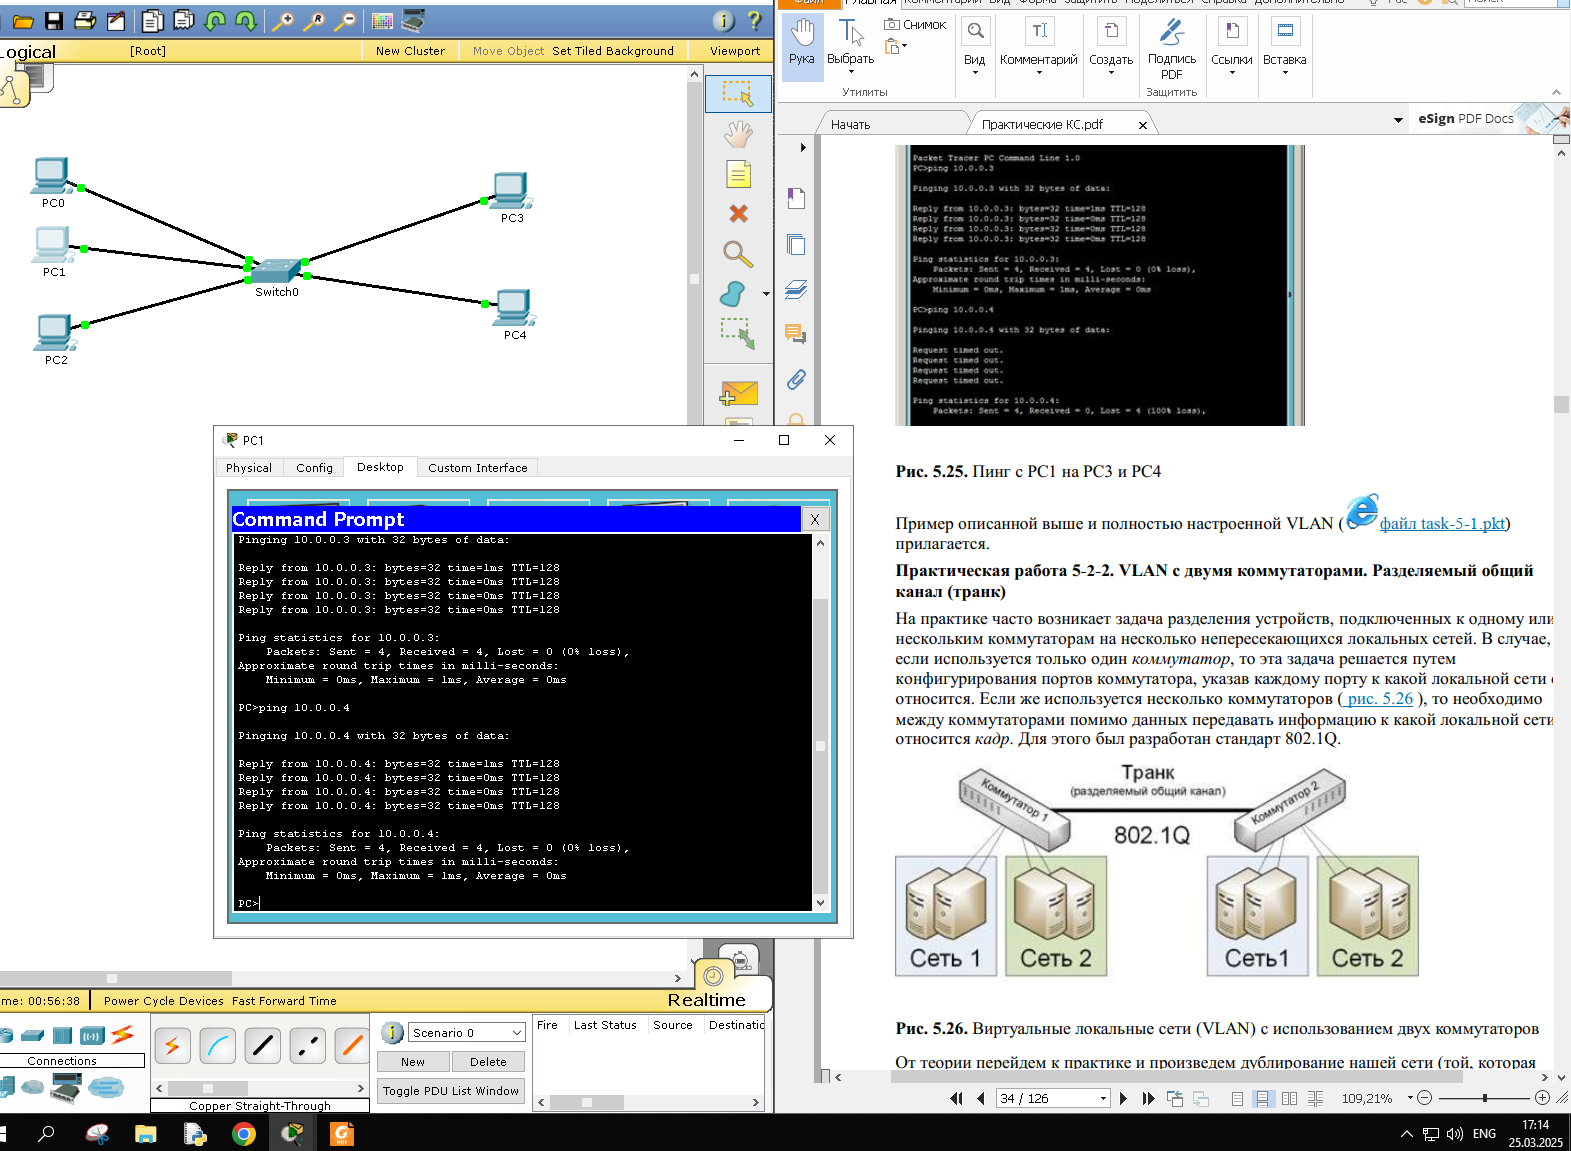 Logical
[Root]
New Cluster
Move Object
Set Tiled Background
Viewport
PC0
PC1
PC2
PC3
PC4
Switch0
PC1
Physical
Config
Desktop
Custom Interface
Command Prompt
X
Pinging 10.0.0.3 with 32 bytes of data:
Reply from 10.0.0.3: bytes=32 time=1ms TTL=128
Reply from 10.0.0.3: bytes=32 time=0ms TTL=128
Reply from 10.0.0.3: bytes=32 time=0ms TTL=128
Reply from 10.0.0.3: bytes=32 time=0ms TTL=128
Ping statistics for 10.0.0.3:
Packets: Sent = 4, Received = 4, Lost = 0 (0% loss),
Approximate round trip times in milli-seconds:
Minimum = 0ms, Maximum = 1ms, Average = 0ms
PC>ping 10.0.0.4
Pinging 10.0.0.4 with 32 bytes of data:
Reply from 10.0.0.4: bytes=32 time=1ms TTL=128
Reply from 10.0.0.4: bytes=32 time=0ms TTL=128
Reply from 10.0.0.4: bytes=32 time=0ms TTL=128
Reply from 10.0.0.4: bytes=32 time=0ms TTL=128
Ping statistics for 10.0.0.4:
Packets: Sent = 4, Received = 4, Lost = 0 (0% loss),
Approximate round trip times in milli-seconds:
Minimum = 0ms, Maximum = 1ms, Average = 0ms
PC>
me: 00:56:38
Power Cycle Devices
Fast Forward Time
Realtime
Connections
Copper Straight-Through
Scenario 0
New
Delete
Toggle PDU List Window
Fire
Last Status
Source
Destinatic
Рука
Выбрать
Снимок
Утилиты
Вид
Комментарий
Создать
Подпись
PDF
Защитить
Ссылки
Вставка
Начать
Практические КС.pdf
eSign PDF Docs
Packet Tracer PC Command Line 1.0
PC>ping 10.0.0.3
Pinging 10.0.0.3 with 32 bytes of data:
Reply from 10.0.0.3: bytes=32 time=1ms TTL=128
Reply from 10.0.0.3: bytes=32 time=0ms TTL=128
Reply from 10.0.0.3: bytes=32 time=0ms TTL=128
Reply from 10.0.0.3: bytes=32 time=0ms TTL=128
Ping statistics for 10.0.0.3:
Packets: Sent = 4, Received = 4, Lost = 0 (0% loss),
Approximate round trip times in milli-seconds:
Minimum = 0ms, Maximum = 1ms, Average = 0ms
PC>ping 10.0.0.4
Pinging 10.0.0.4 with 32 bytes of data:
Request timed out.
Request timed out.
Request timed out.
Request timed out.
Ping statistics for 10.0.0.4:
Packets: Sent = 4, Received = 0, Lost = 4 (100% loss),
Рис. 5.25. Пинг с PC1 на PC3 и PC4
Пример описанной выше и полностью настроенной VLAN ( файл task-5-1.pkt)
прилагается.
Практическая работа 5-2-2. VLAN с двумя коммутаторами. Разделяемый общий
канал (транк)
На практике часто возникает задача разделения устройств, подключенных к одному или
нескольким коммутаторам на несколько непересекающихся локальных сетей. В случае,
если используется только один коммутатор, то эта задача решается путем
конфигурирования портов коммутатора, указав каждому порту к какой локальной сети
относится. Если же используется несколько коммутаторов ( рис. 5.26 ), то необходимо
между коммутаторами помимо данных передавать информацию к какой локальной сети
относится кадр. Для этого был разработан стандарт 802.1Q.
Транк
(разделяемый общий канал)
Коммутатор 1
Коммутатор 2
802.1Q
Сеть 1
Сеть 2
Сеть1
Сеть 2
Рис. 5.26. Виртуальные локальные сети (VLAN) с использованием двух коммутаторов
От теории перейдем к практике и произведем дублирование нашей сети (той, которая
34 / 126
109,21%
ENG
17:14
25.03.2025